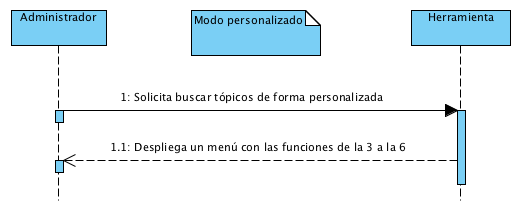 Administrador
Modo personalizado
Herramienta
1: Solicita buscar tópicos de forma personalizada
1.1: Despliega un menú con las funciones de la 3 a la 6